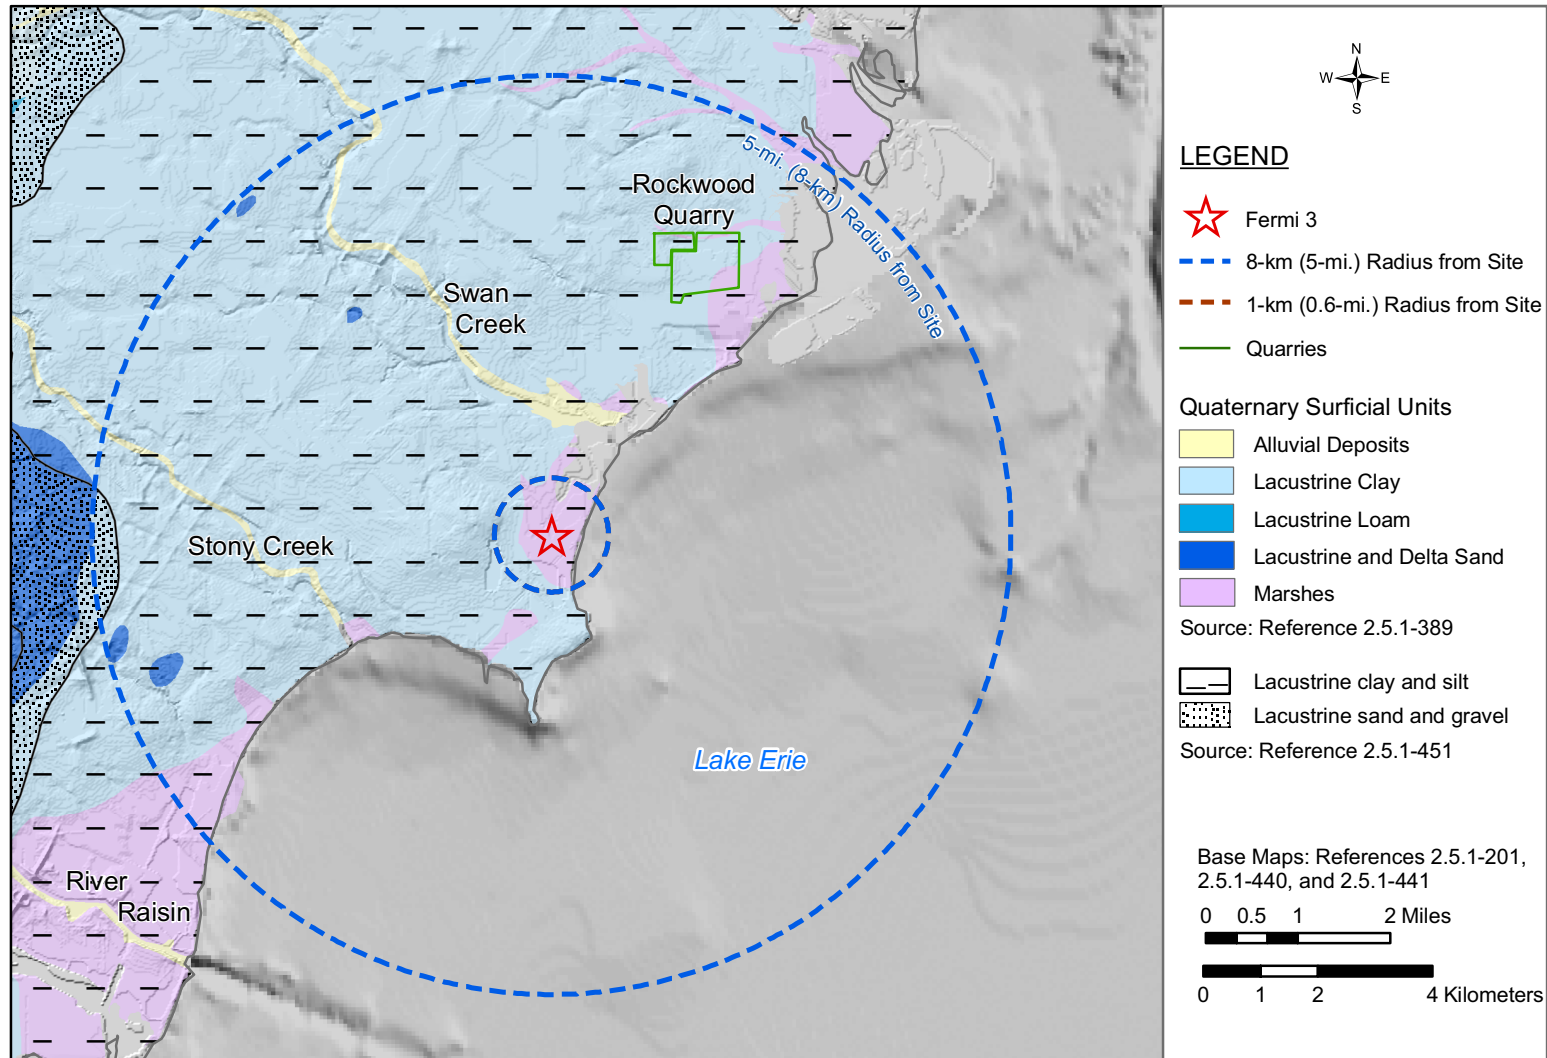 Rockwood
Quarry
5-mi. (8-km) Radius from Site
Swan
Creek
Stony Creek
Lake Erie
River
Raisin
N
W E
S
LEGEND
Fermi 3
8-km (5-mi.) Radius from Site
1-km (0.6-mi.) Radius from Site
Quarries
Quaternary Surficial Units
Alluvial Deposits
Lacustrine Clay
Lacustrine Loam
Lacustrine and Delta Sand
Marshes
Source: Reference 2.5.1-389
Lacustrine clay and silt
Lacustrine sand and gravel
Source: Reference 2.5.1-451
Base Maps: References 2.5.1-201,
2.5.1-440, and 2.5.1-441
0 0.5 1 2 Miles
0 1 2 4 Kilometers